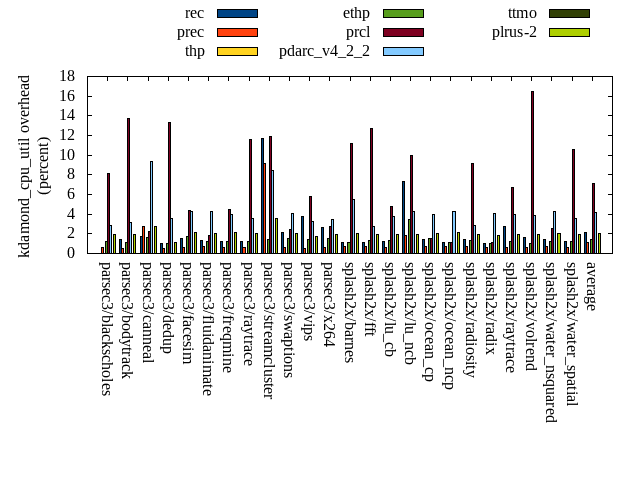 rec ethp ttmo
prec prcl plrus-2
thp pdarc_v4_2_2
kdamond_cpu_util overhead
(percent)
18
16
14
12
10
8
6
4
2
0
parsec3/blackscholes
parsec3/bodytrack
parsec3/canneal
parsec3/dedup
parsec3/facesim
parsec3/fluidanimate
parsec3/freqmine
parsec3/raytrace
parsec3/streamcluster
parsec3/swaptions
parsec3/vips
parsec3/x264
splash2x/barnes
splash2x/fft
splash2x/lu_cb
splash2x/lu_ncb
splash2x/ocean_cp
splash2x/ocean_ncp
splash2x/radiosity
splash2x/radix
splash2x/raytrace
splash2x/volrend
splash2x/water_nsquared
splash2x/water_spatial
average